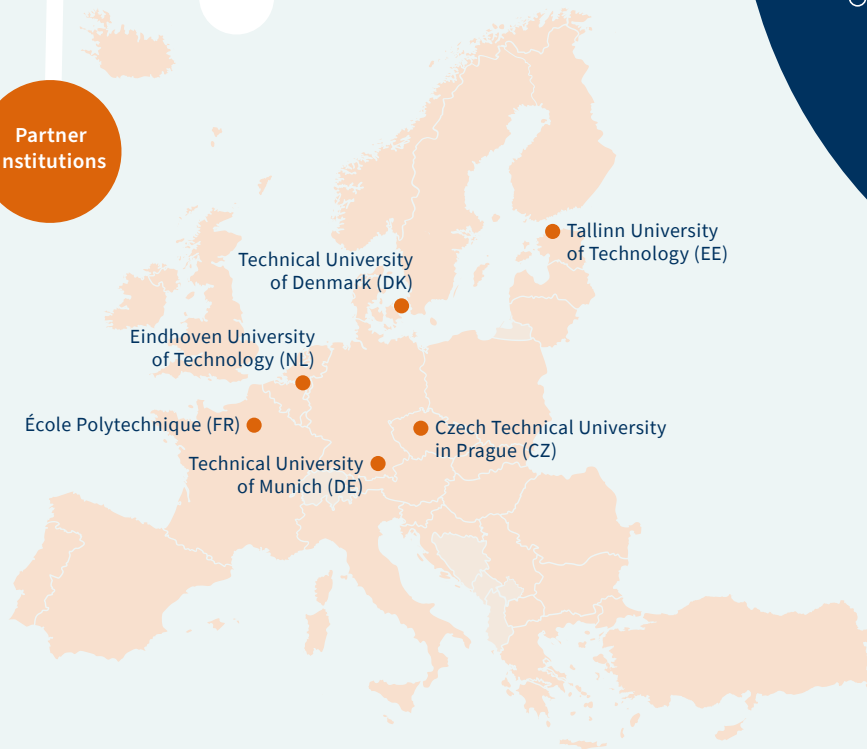 Partner
nstitutions
Tallinn University
of Technology (EE)
Technical University
of Denmark (DK)
Eindhoven University
of Technology (NL)
École Polytechnique (FR)
Czech Technical University
in Prague (CZ)
Technical University
of Munich (DE)